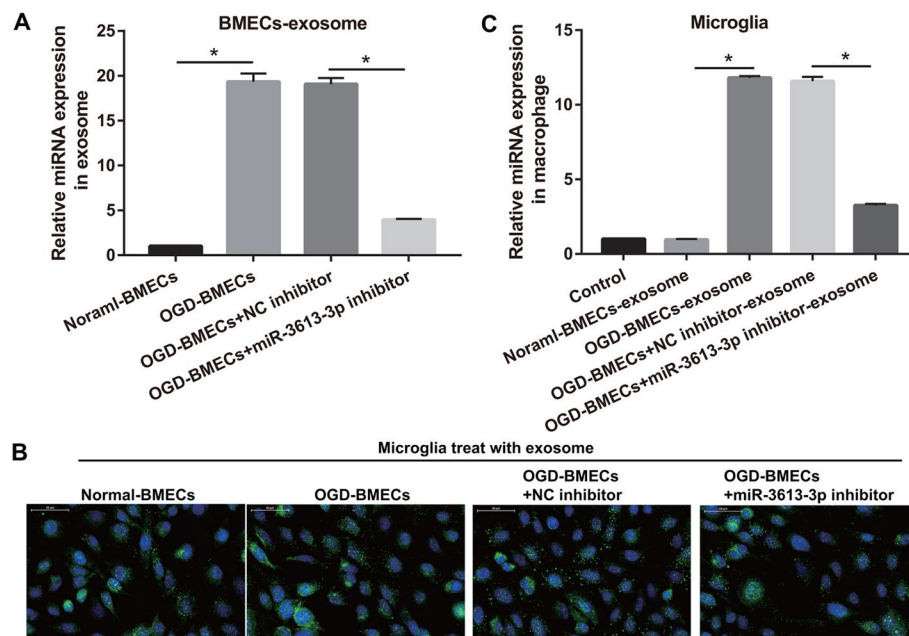 A
BMECs-exosome
Relative miRNA expression
in exosome
25
20
15
10
5
0
*
*
Noraml-BMECs
OGD-BMECs
OGD-BMECs+NC inhibitor
OGD-BMECs+miR-3613-3p inhibitor
C
Microglia
Relative miRNA expression
in macrophage
15
10
5
0
*
*
Control
Noraml-BMECs-exosome
OGD-BMECs-exosome
OGD-BMECs+NC inhibitor-exosome
OGD-BMECs+miR-3613-3p inhibitor-exosome
B
Microglia treat with exosome
Normal-BMECs
OGD-BMECs
OGD-BMECs
+NC inhibitor
OGD-BMECs
+miR-3613-3p inhibitor